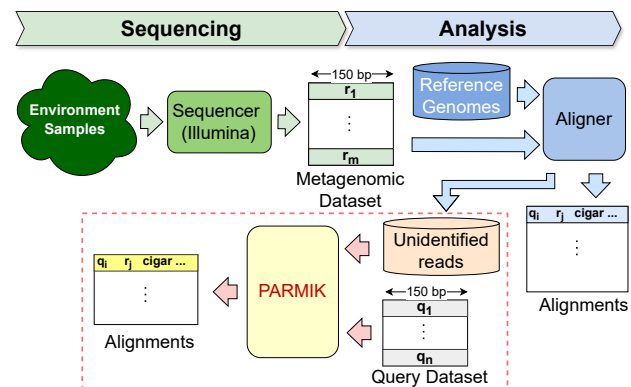 Sequencing
Analysis
Environment
Samples
Sequencer
(Illumina)
150 bp
r1
⋮
rm
Metagenomic
Dataset
Reference
Genomes
Aligner
qi rj cigar ...
⋮
Alignments
Unidentified
reads
150 bp
q1
⋮
qn
Query Dataset
PARMIK
qi rj cigar ...
⋮
Alignments